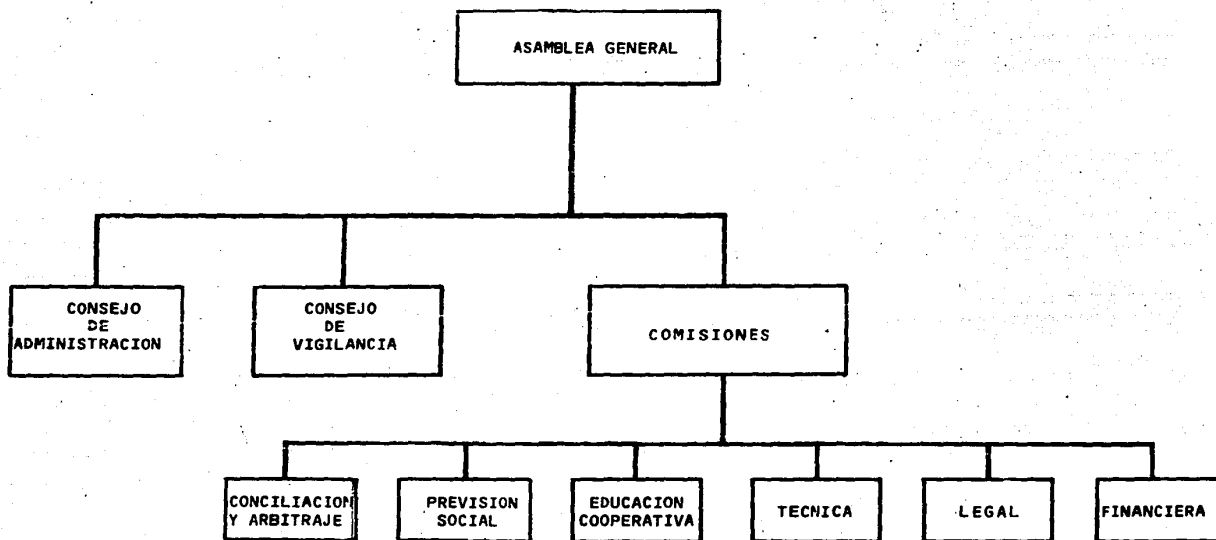 ASAMBLEA GENERAL
CONSEJO
DE
ADMINISTRACION
CONSEJO
DE
VIGILANCIA
COMISIONES
CONCILIACION
Y ARBITRAJE
PREVISION
SOCIAL
EDUCACION
COOPERATIVA
TECNICA
LEGAL
FINANCIERA